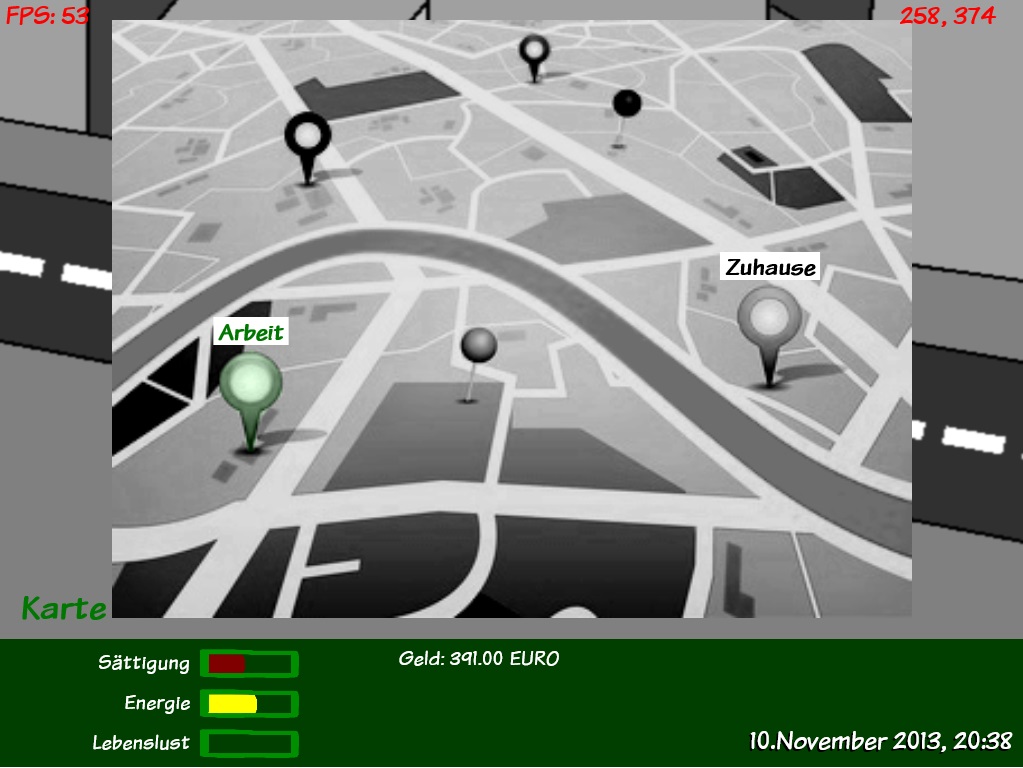 FPS: 53
258, 374
Zuhause
Arbeit
Karte
Sättigung
Geld: 391.00 EURO
Energie
Lebenslust
10.November 2013, 20:38